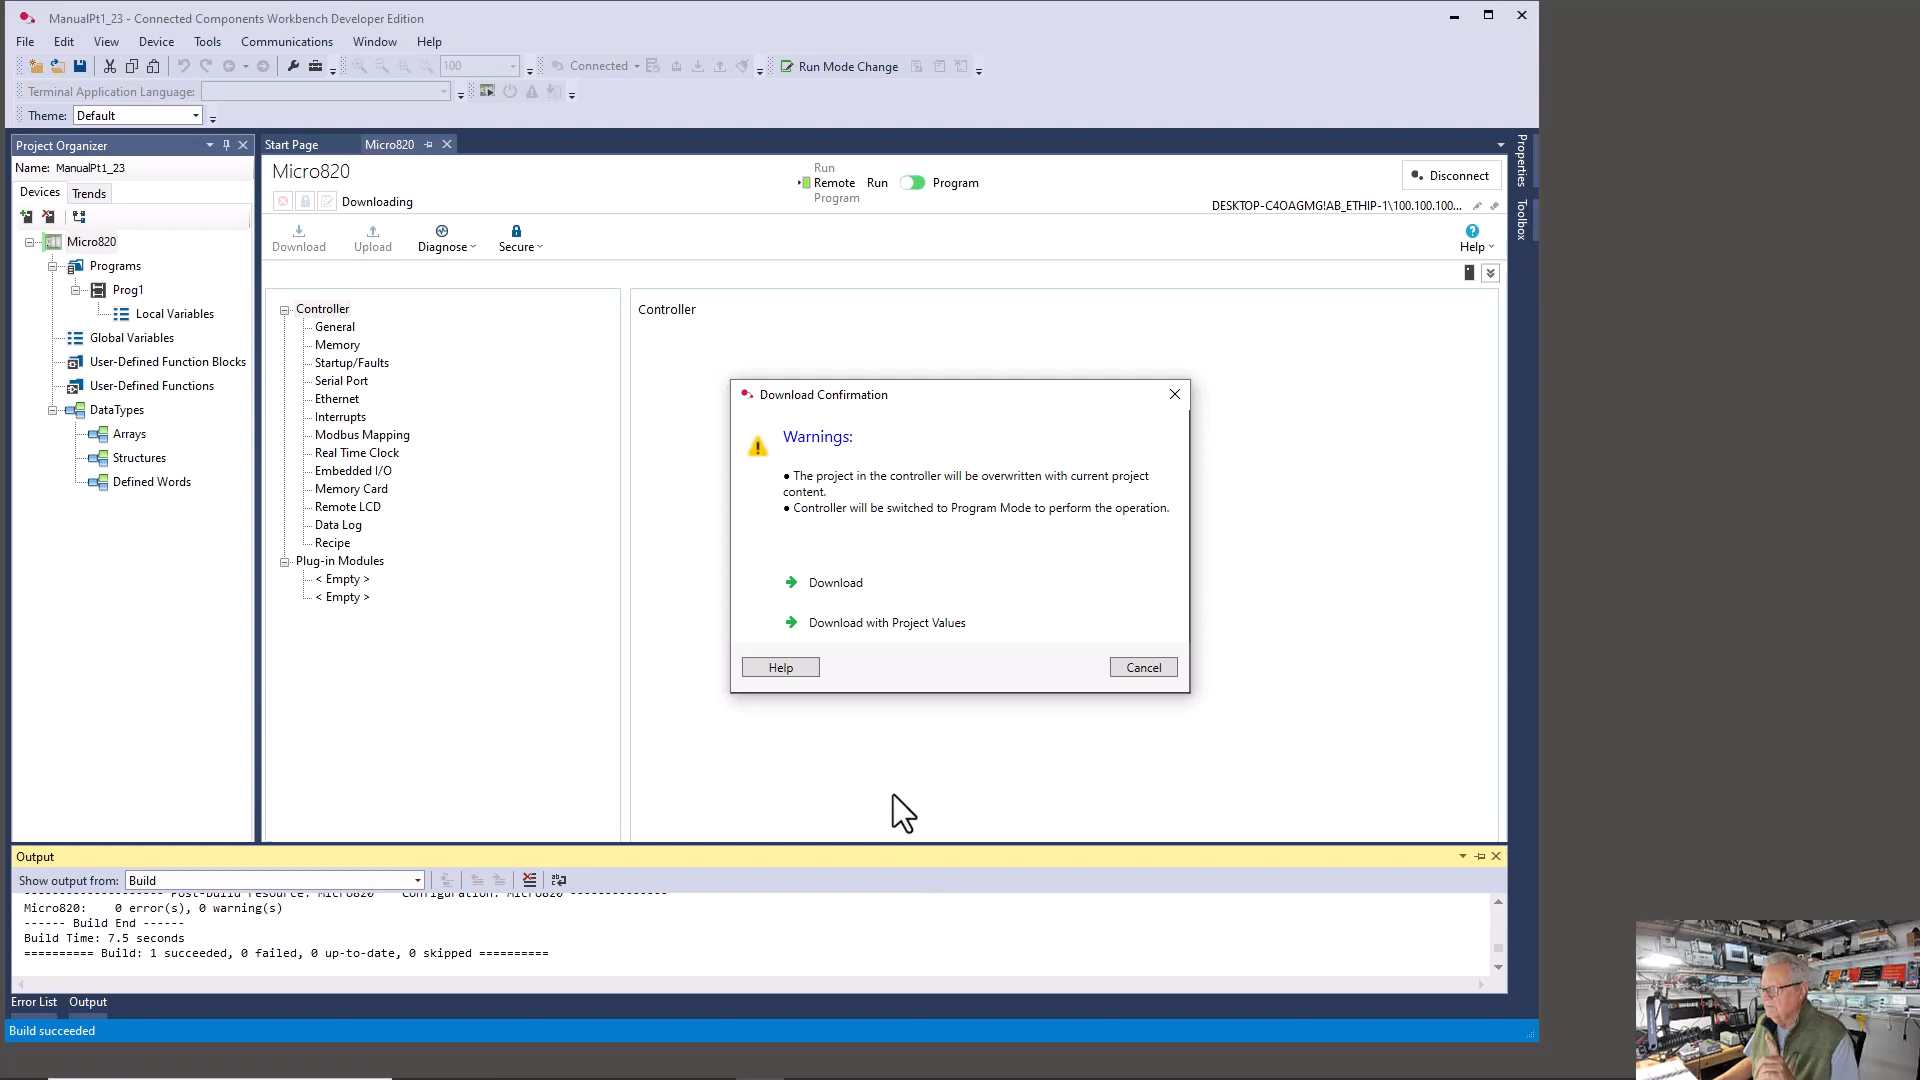 ManualPt1_23 - Connected Components Workbench Developer Edition
File Edit View Device Tools Communications Window Help
100 Connected Run Mode Change
Terminal Application Language:
Theme: Default
Project Organizer
Name: ManualPt1_23
Devices Trends
Micro820
Programs
Prog1
Local Variables
Global Variables
User-Defined Function Blocks
User-Defined Functions
DataTypes
Arrays
Structures
Defined Words
Start Page Micro820
Micro820
Downloading
Run
Remote Run Program
Program
Disconnect
DESKTOP-C4OAGMG!AB_ETHIP-1\100.100.100...
Download Upload Diagnose Secure Help
Controller
General
Memory
Startup/Faults
Serial Port
Ethernet
Interrupts
Modbus Mapping
Real Time Clock
Embedded I/O
Memory Card
Remote LCD
Data Log
Recipe
Plug-in Modules
< Empty >
< Empty >
Controller
Download Confirmation
Warnings:
● The project in the controller will be overwritten with current project
content.
● Controller will be switched to Program Mode to perform the operation.
Download
Download with Project Values
Help Cancel
Properties
Toolbox
Output
Show output from: Build
-------------------- Post-build resource: Micro820    Configuration: Micro820 --------------
Micro820:    0 error(s), 0 warning(s)
------ Build End ------
Build Time: 7.5 seconds
========== Build: 1 succeeded, 0 failed, 0 up-to-date, 0 skipped ==========
Error List Output
Build succeeded